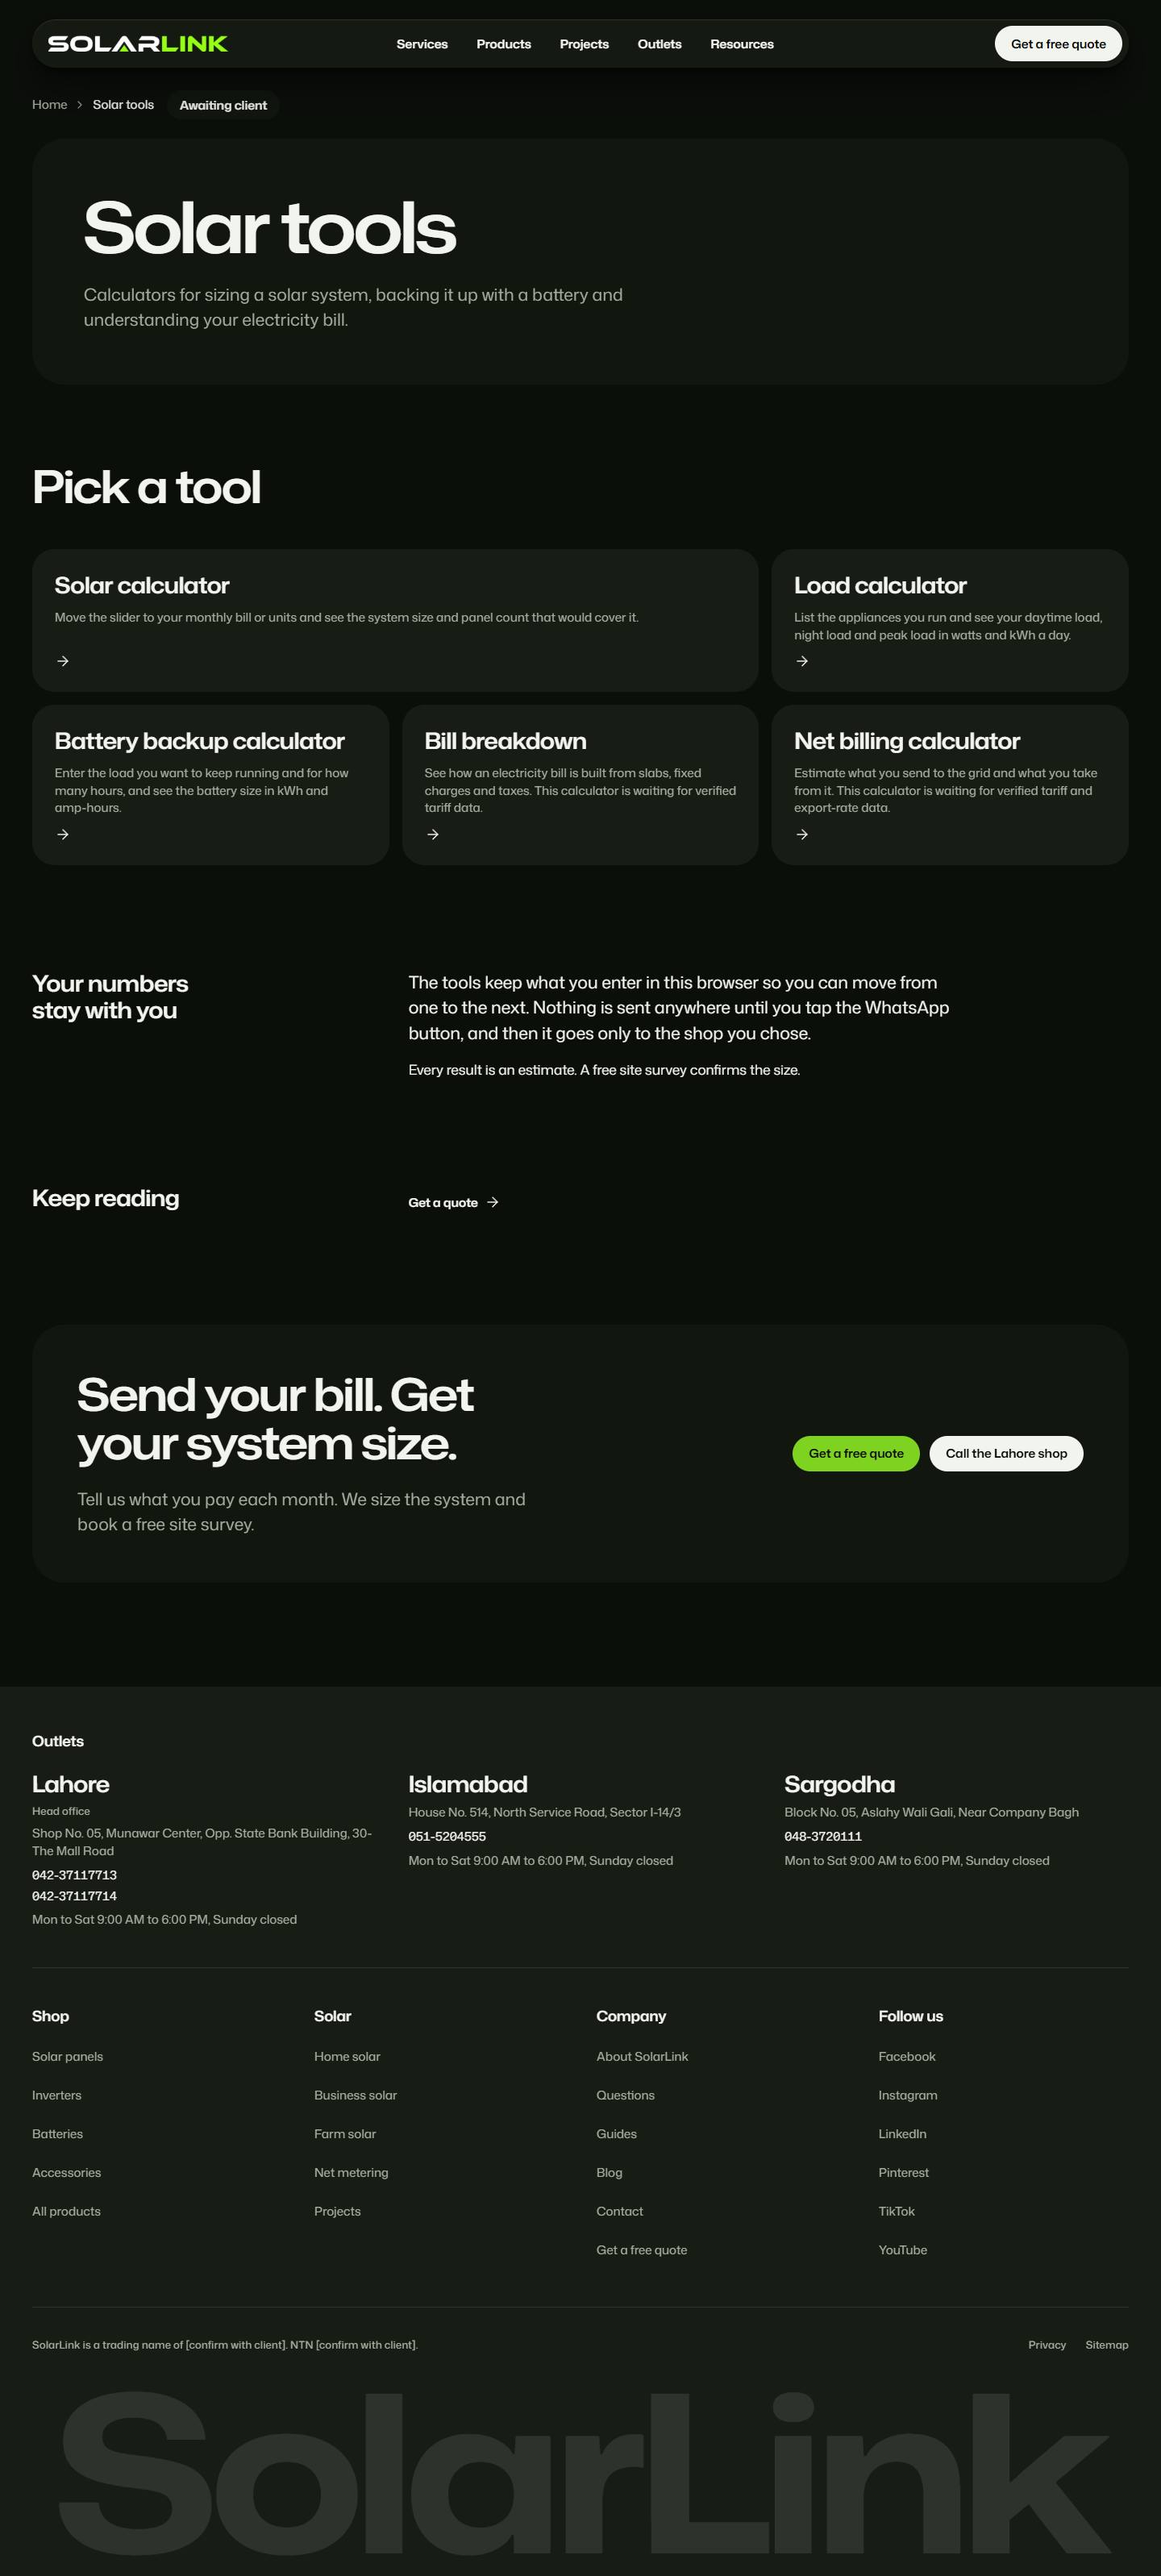 SOLARLINK
Services
Products
Projects
Outlets
Resources
Get a free quote
Home
Solar tools
Awaiting client
Solar tools
Calculators for sizing a solar system, backing it up with a battery and
understanding your electricity bill.
Pick a tool
Solar calculator
Move the slider to your monthly bill or units and see the system size and panel count that would cover it.
Load calculator
List the appliances you run and see your daytime load,
night load and peak load in watts and kWh a day.
Battery backup calculator
Enter the load you want to keep running and for how
many hours, and see the battery size in kWh and
amp-hours.
Bill breakdown
See how an electricity bill is built from slabs, fixed
charges and taxes. This calculator is waiting for verified
tariff data.
Net billing calculator
Estimate what you send to the grid and what you take
from it. This calculator is waiting for verified tariff and
export-rate data.
Your numbers
stay with you
The tools keep what you enter in this browser so you can move from
one to the next. Nothing is sent anywhere until you tap the WhatsApp
button, and then it goes only to the shop you chose.
Every result is an estimate. A free site survey confirms the size.
Keep reading
Get a quote
Send your bill. Get
your system size.
Tell us what you pay each month. We size the system and
book a free site survey.
Get a free quote
Call the Lahore shop
Outlets
Lahore
Head office
Shop No. 05, Munawar Center, Opp. State Bank Building, 30-
The Mall Road
042-37117713
042-37117714
Mon to Sat 9:00 AM to 6:00 PM, Sunday closed
Islamabad
House No. 514, North Service Road, Sector I-14/3
051-5204555
Mon to Sat 9:00 AM to 6:00 PM, Sunday closed
Sargodha
Block No. 05, Aslahy Wali Gali, Near Company Bagh
048-3720111
Mon to Sat 9:00 AM to 6:00 PM, Sunday closed
Shop
Solar panels
Inverters
Batteries
Accessories
All products
Solar
Home solar
Business solar
Farm solar
Net metering
Projects
Company
About SolarLink
Questions
Guides
Blog
Contact
Get a free quote
Follow us
Facebook
Instagram
LinkedIn
Pinterest
TikTok
YouTube
SolarLink is a trading name of [confirm with client]. NTN [confirm with client].
Privacy
Sitemap
SolarLink